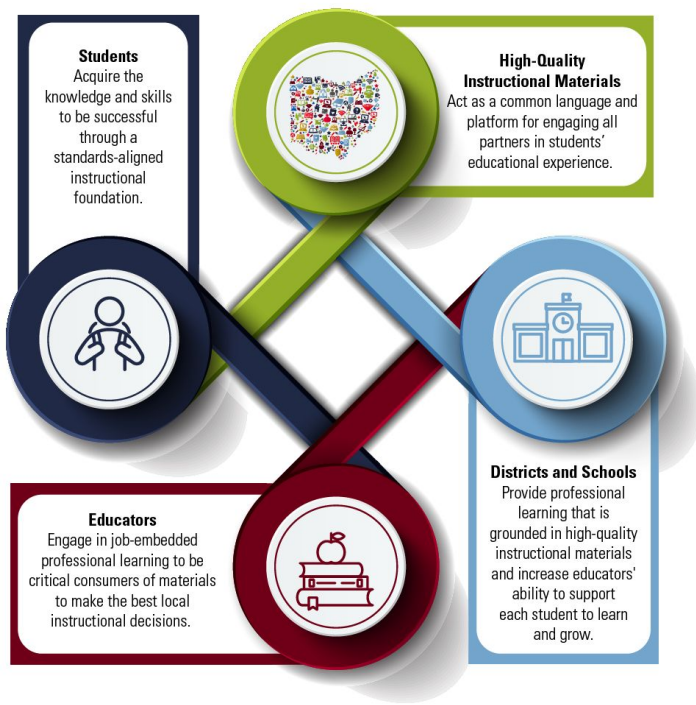 Students
Acquire the
knowledge and skills
to be successful
through a
standards-aligned
instructional
foundation.
High-Quality
Instructional Materials
Act as a common language and
platform for engaging all
partners in students'
educational experience.
Educators
Engage in job-embedded
professional learning to be
critical consumers of materials
to make the best local
instructional decisions.
Districts and Schools
Provide professional
learning that is
grounded in high-quality
instructional materials
and increase educators'
ability to support
each student to learn
and grow.